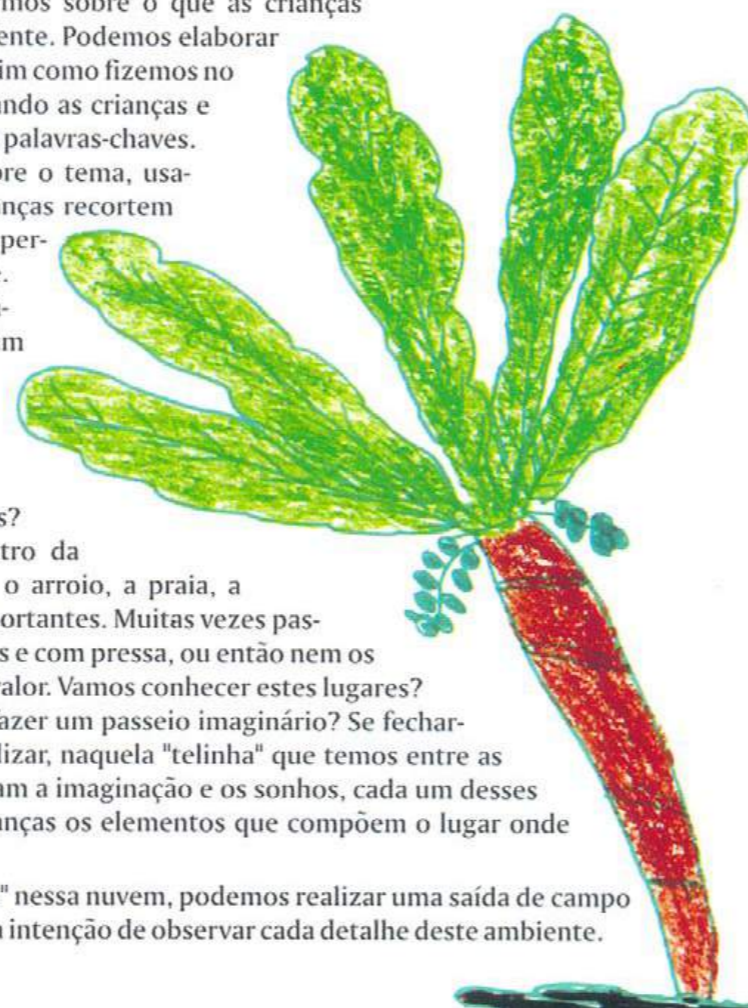 mos sobre o que as crianças
ente. Podemos elaborar
im como fizemos no
ando as crianças e
palavras-chaves.
re o tema, usa-
nças recortem
per-
.
-
m
s?
tro da
o arroio, a praia, a
ortantes. Muitas vezes pas-
s e com pressa, ou então nem os
valor. Vamos conhecer estes lugares?
azer um passeio imaginário? Se fechar-
lizar, naquela "telinha" que temos entre as
am a imaginação e os sonhos, cada um desses
nças os elementos que compõem o lugar onde
" nessa nuvem, podemos realizar uma saída de campo
a intenção de observar cada detalhe deste ambiente.